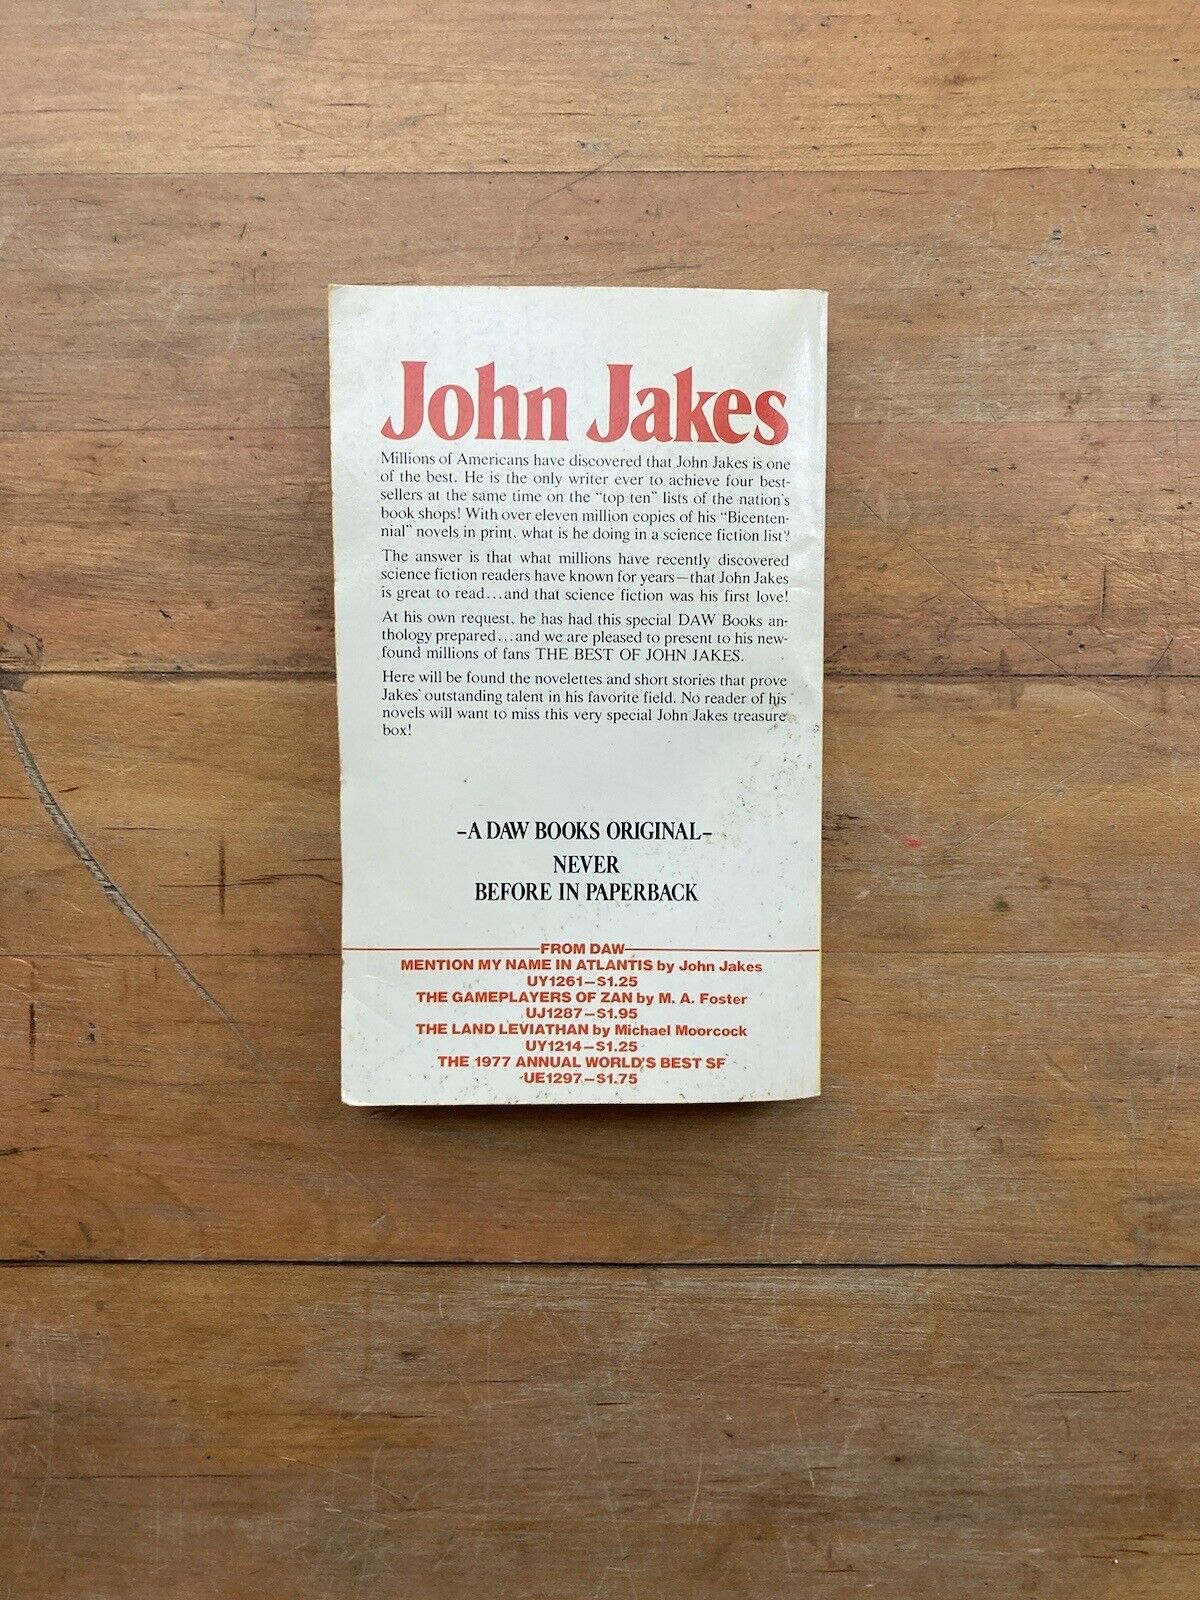 John Jakes
Millions of Americans have discovered that John Jakes is one
of the best. He is the only writer ever to achieve four best-
sellers at the same time on the "top ten" lists of the nation's
book shops! With over eleven million copies of his "Bicenten-
nial" novels in print, what is he doing in a science fiction list?
The answer is that what millions have recently discovered
science fiction readers have known for years—that John Jakes
is great to read...and that science fiction was his first love!
At his own request, he has had this special DAW Books an-
thology prepared...and we are pleased to present to his new-
found millions of fans THE BEST OF JOHN JAKES.
Here will be found the novelettes and short stories that prove
Jakes' outstanding talent in his favorite field. No reader of his
novels will want to miss this very special John Jakes treasure
box!
–A DAW BOOKS ORIGINAL–
NEVER
BEFORE IN PAPERBACK
FROM DAW
MENTION MY NAME IN ATLANTIS by John Jakes
UY1261—$1.25
THE GAMEPLAYERS OF ZAN by M. A. Foster
UJ1287—$1.95
THE LAND LEVIATHAN by Michael Moorcock
UY1214—$1.25
THE 1977 ANNUAL WORLD'S BEST SF
UE1297—$1.75